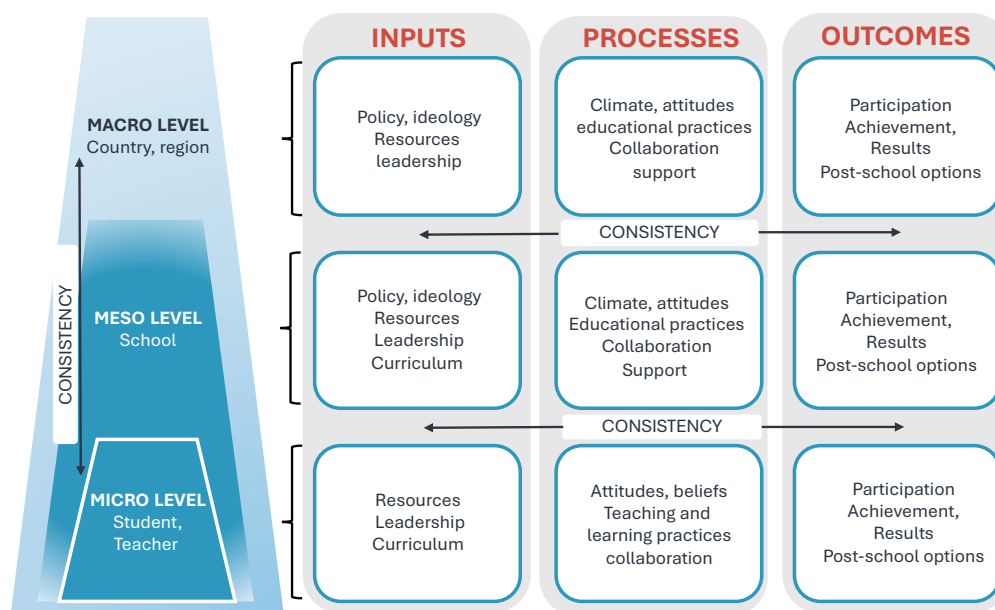 INPUTS
PROCESSES
OUTCOMES
MACRO LEVEL
Country, region
Policy, ideology
Resources
leadership
Climate, attitudes
educational practices
Collaboration
support
Participation
Achievement,
Results
Post-school options
CONSISTENCY
CONSISTENCY
MESO LEVEL
School
Policy, ideology
Resources
Leadership
Curriculum
Climate, attitudes
Educational practices
Collaboration
Support
Participation
Achievement,
Results
Post-school options
CONSISTENCY
MICRO LEVEL
Student,
Teacher
Resources
Leadership
Curriculum
Attitudes, beliefs
Teaching and
learning practices
collaboration
Participation
Achievement,
Results
Post-school options